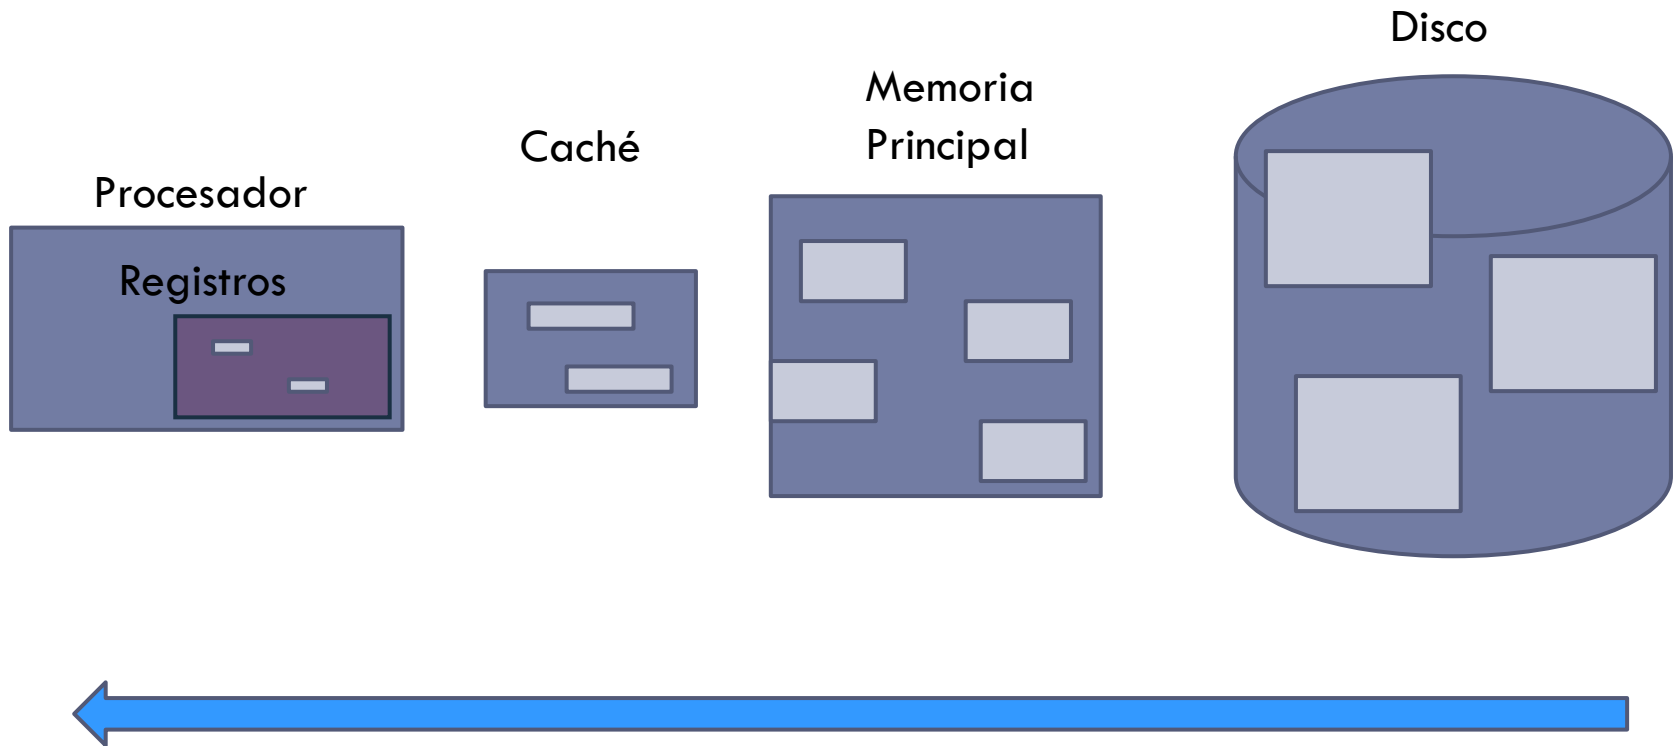 Disco
Memoria
Principal
Caché
Procesador
Registros